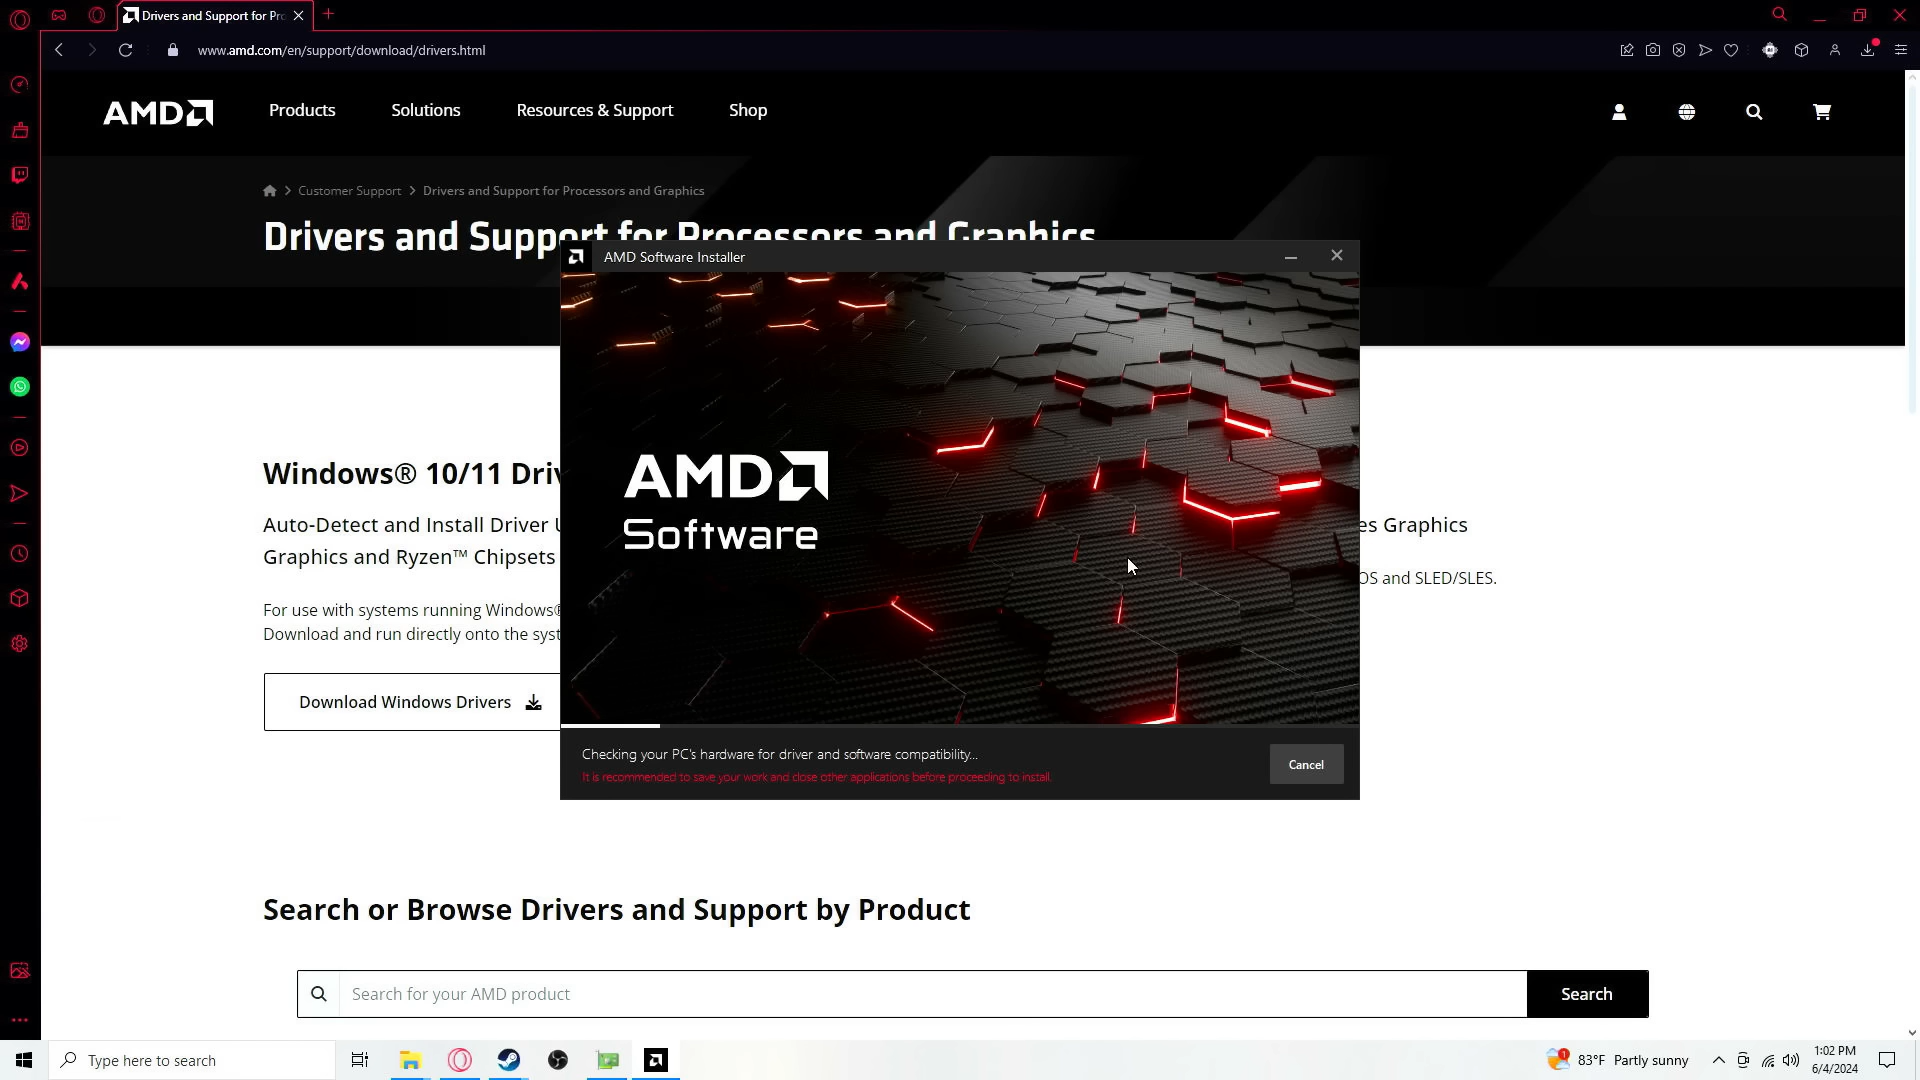 Drivers and Support for Pro
www.amd.com/en/support/download/drivers.html
AMD
Products
Solutions
Resources & Support
Shop
Customer Support
Drivers and Support for Processors and Graphics
Drivers and Support for Processors and Graphics
AMD Software Installer
AMD
Software
Windows® 10/11 Driv
Auto-Detect and Install Driver U
es Graphics
Graphics and Ryzen™ Chipsets
OS and SLED/SLES.
For use with systems running Windows®
Download and run directly onto the syst
Download Windows Drivers
Checking your PC's hardware for driver and software compatibility...
It is recommended to save your work and close other applications before proceeding to install.
Cancel
Search or Browse Drivers and Support by Product
Search for your AMD product
Search
Type here to search
1
83°F Partly sunny
1:02 PM
6/4/2024